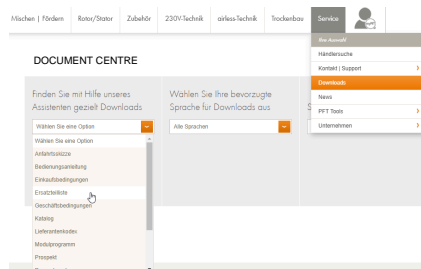 Mischen | Fördern
Rotor/Stator
Zubehör
230V-Technik
airless-Technik
Trockenbau
Service
Ihre Auswahl
Händlersuche
Kontakt | Support
Downloads
News
PFT Tools
Unternehmen
DOCUMENT CENTRE
Finden Sie mit Hilfe unseres
Assistenten gezielt Downloads
Wählen Sie eine Option
Wählen Sie eine Option
Anfahrtsskizze
Bedienungsanleitung
Einkaufsbedingungen
Ersatzteilliste
Geschäftsbedingungen
Katalog
Lieferantenkodex
Modulprogramm
Prospekt
Wählen Sie Ihre bevorzugte
Sprache für Downloads aus
Alle Sprachen